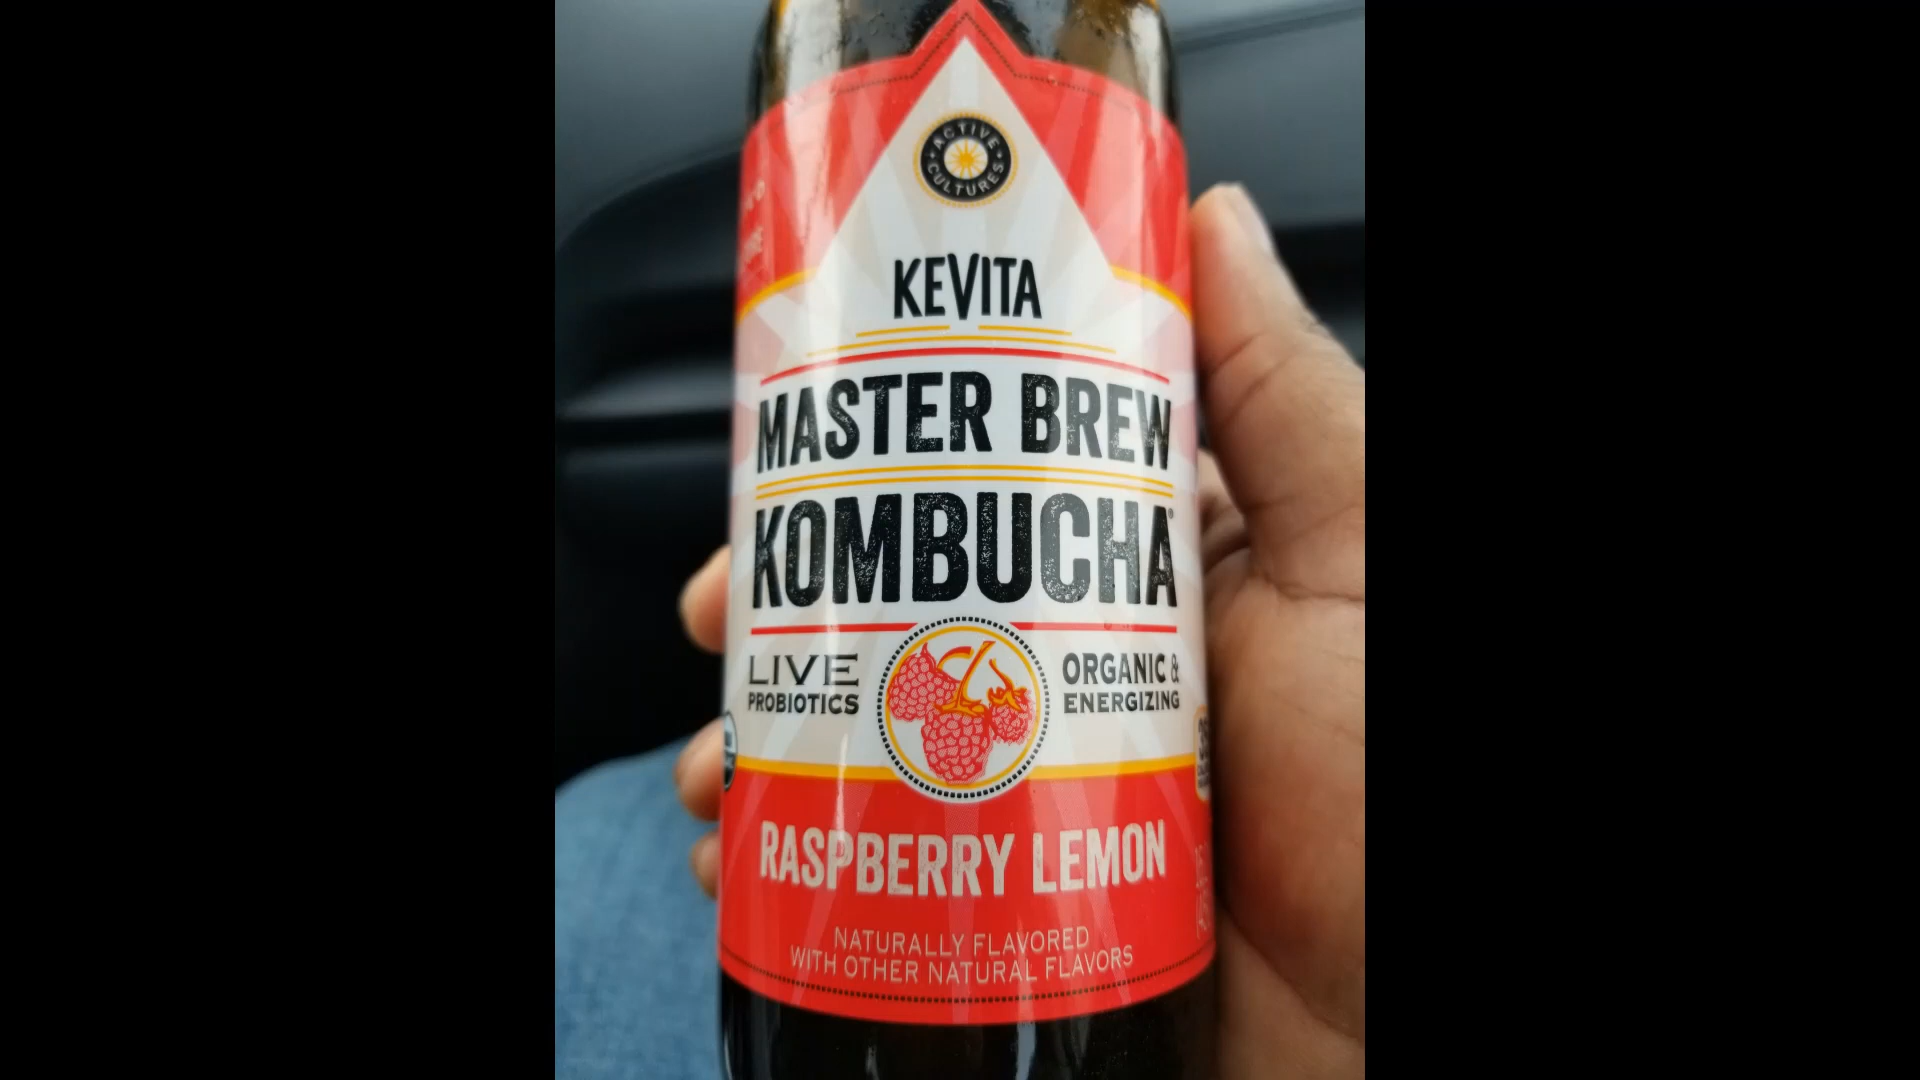 ACTIVE
CULTURES
KEVITA
MASTER BREW
KOMBUCHA®
LIVE
PROBIOTICS
ORGANIC &
ENERGIZING
RASPBERRY LEMON
NATURALLY FLAVORED
WITH OTHER NATURAL FLAVORS